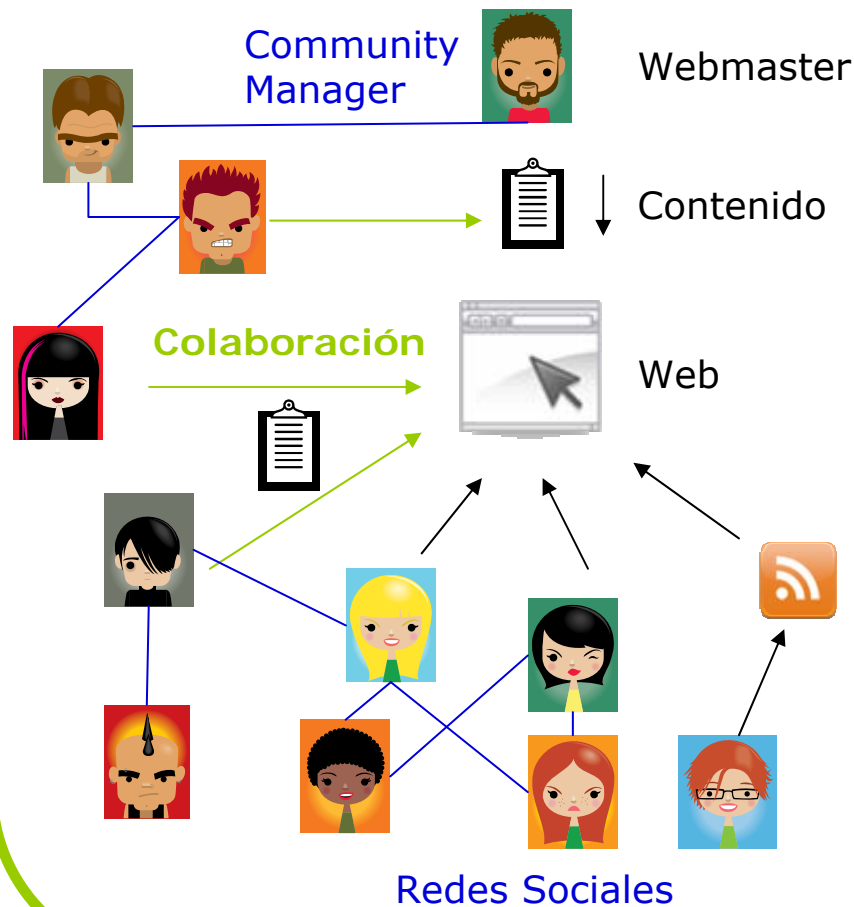 Community
Manager
Webmaster
Contenido
Colaboración
Web
Redes Sociales